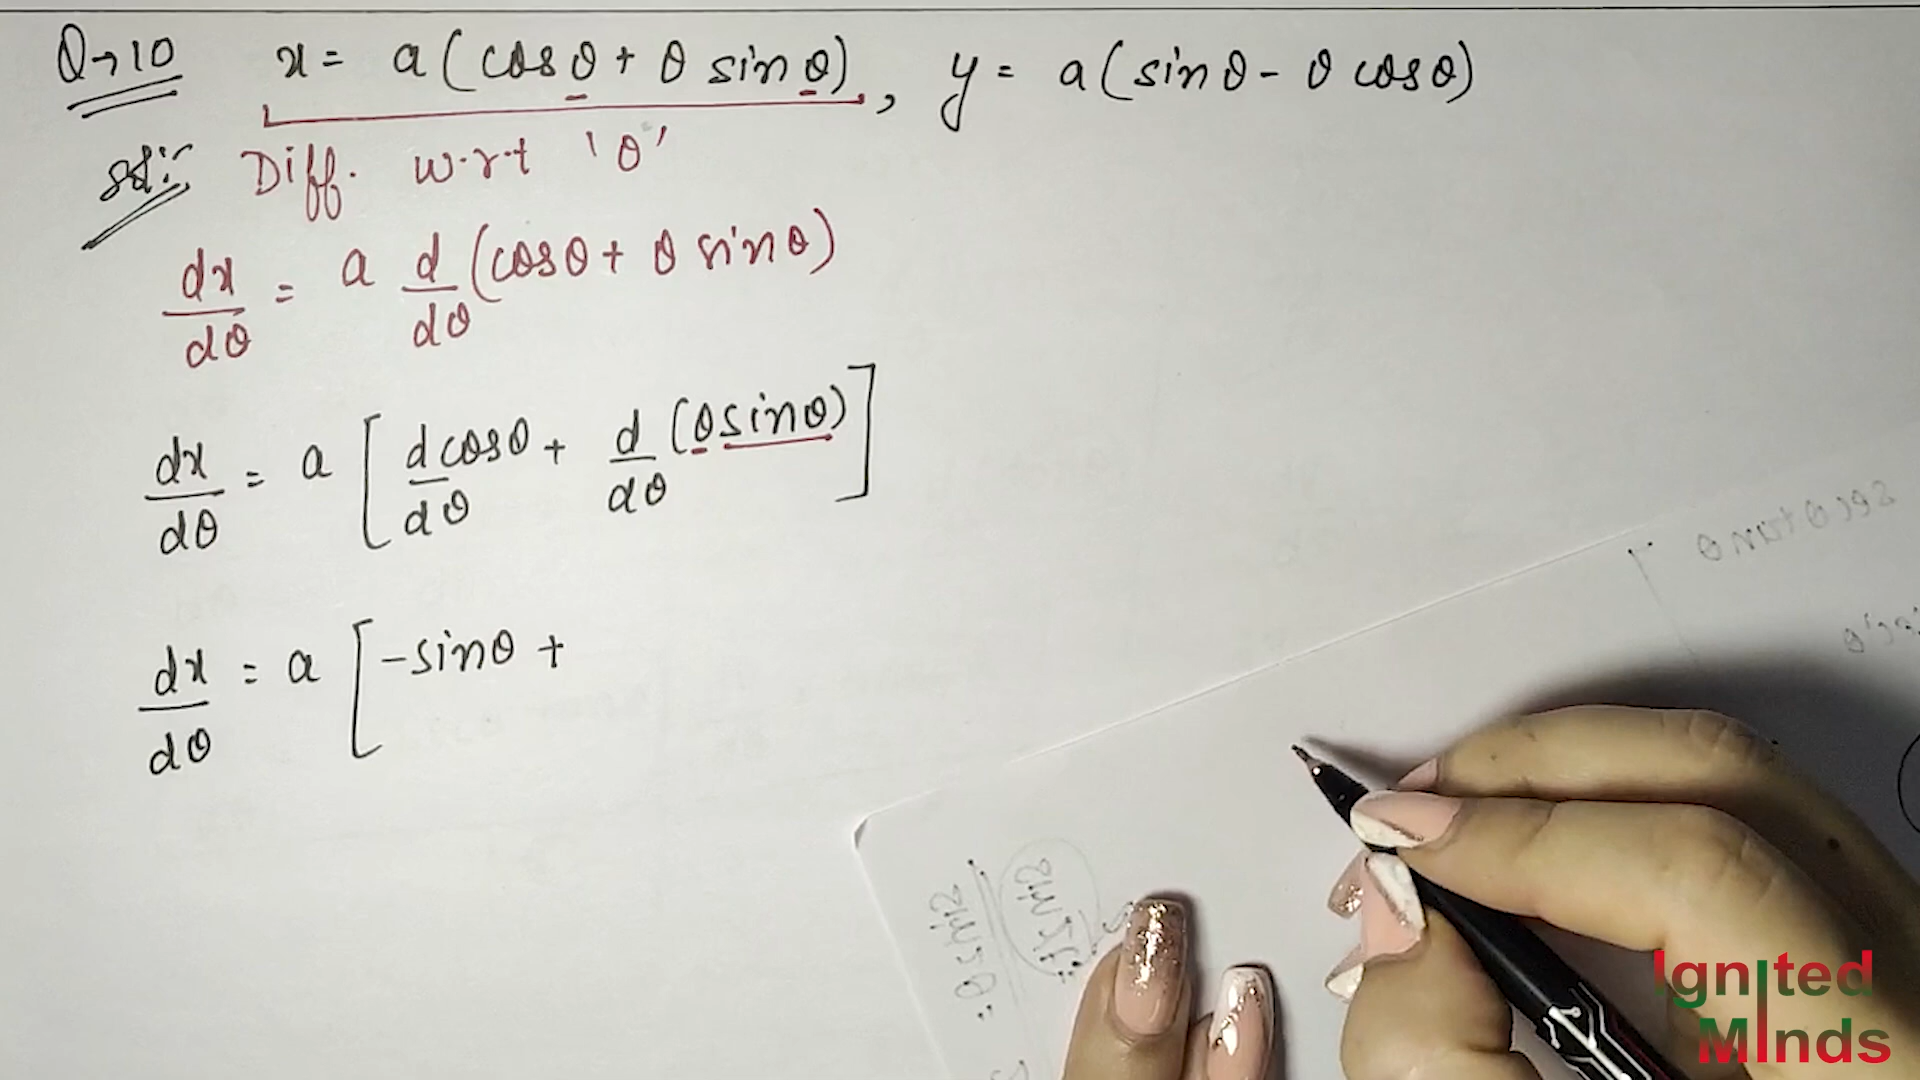 Q→10 x = a(cosθ + θ sinθ), y = a(sinθ - θ cosθ)
Sol:- Diff. w.r.t 'θ'
dx/dθ = a d/dθ (cosθ + θ sinθ)
dx/dθ = a [d cosθ/dθ + d/dθ (θ sinθ)]
dx/dθ = a [-sinθ +
Ignited
Minds